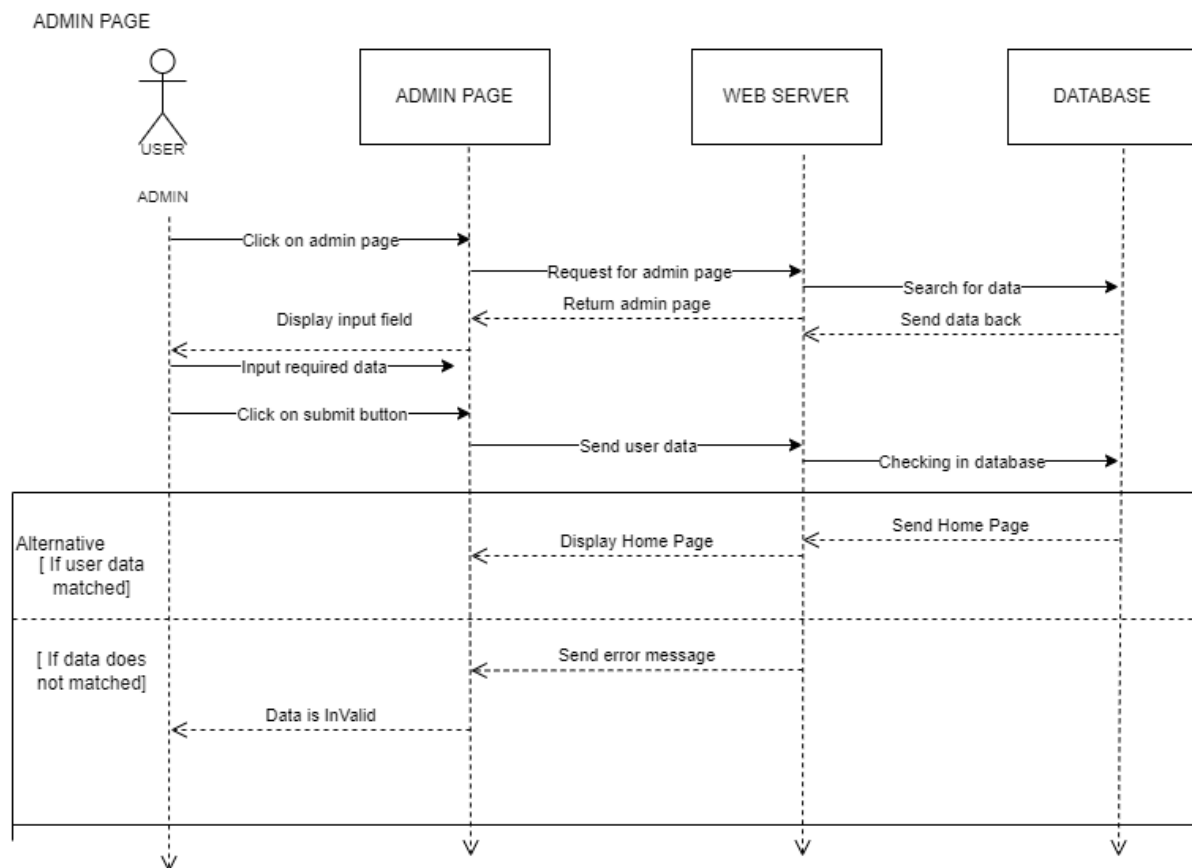 ADMIN PAGE
USER
ADMIN
ADMIN PAGE
WEB SERVER
DATABASE
Click on admin page
Request for admin page
Search for data
Return admin page
Send data back
Display input field
Input required data
Click on submit button
Send user data
Checking in database
Alternative
[ If user data
matched]
Send Home Page
Display Home Page
[ If data does
not matched]
Send error message
Data is InValid